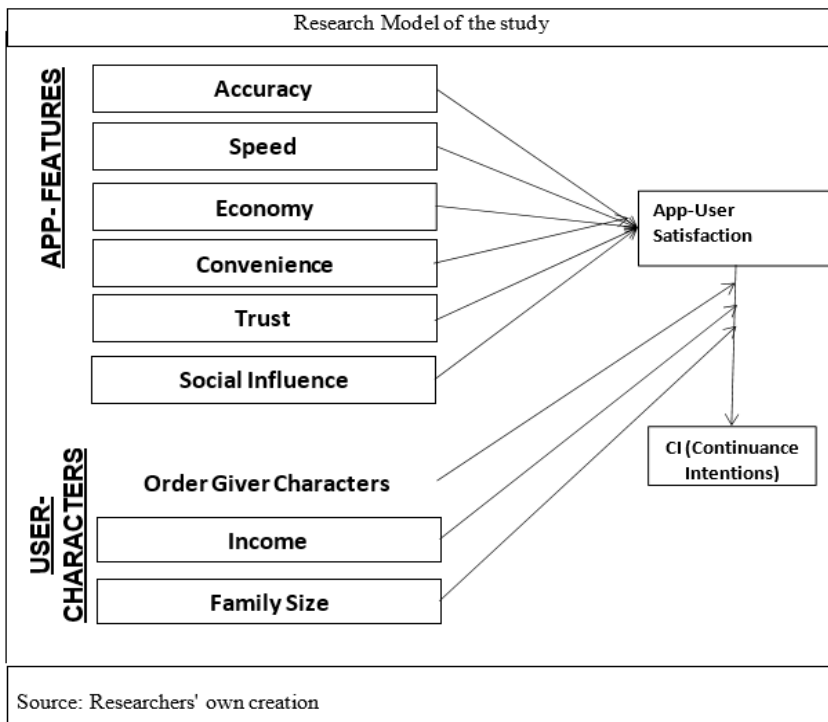 Research Model of the study
APP- FEATURES
Accuracy
Speed
Economy
Convenience
Trust
Social Influence
App-User
Satisfaction
CI (Continuance
Intentions)
USER-
CHARACTERS
Order Giver Characters
Income
Family Size
Source: Researchers' own creation